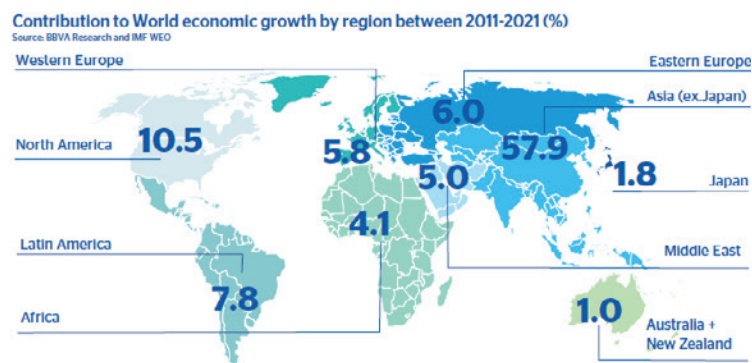 Contribution to World economic growth by region between 2011-2021 (%)
Source: BBVA Research and IMF WEO
Western Europe
Eastern Europe
6.0
Asia (ex.Japan)
10.5
57.9
North America
5.8
5.0
1.8
Japan
4.1
Latin America
Middle East
7.8
1.0
Africa
Australia +
New Zealand